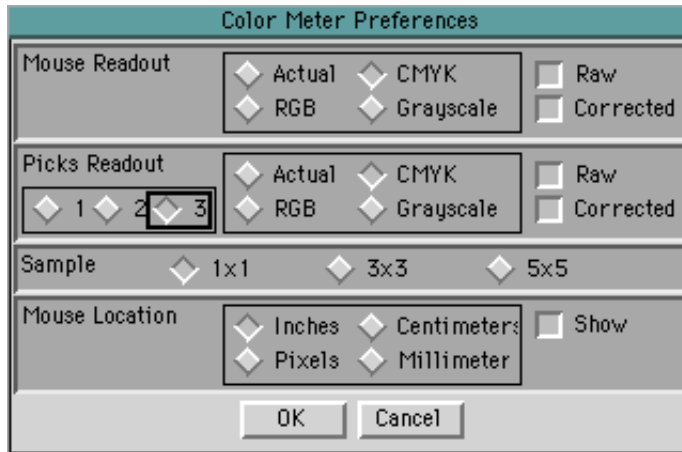 Color Meter Preferences
Mouse Readout
Actual CMYK Raw
RGB Grayscale Corrected
Picks Readout
Actual CMYK Raw
1 2 3 RGB Grayscale Corrected
Sample 1x1 3x3 5x5
Mouse Location
Inches Centimeters Show
Pixels Millimeter
OK Cancel